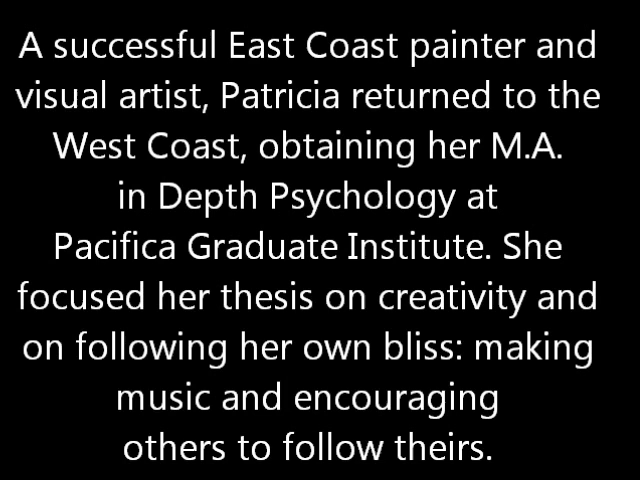 A successful East Coast painter and
visual artist, Patricia returned to the
West Coast, obtaining her M.A.
in Depth Psychology at
Pacifica Graduate Institute. She
focused her thesis on creativity and
on following her own bliss: making
music and encouraging
others to follow theirs.